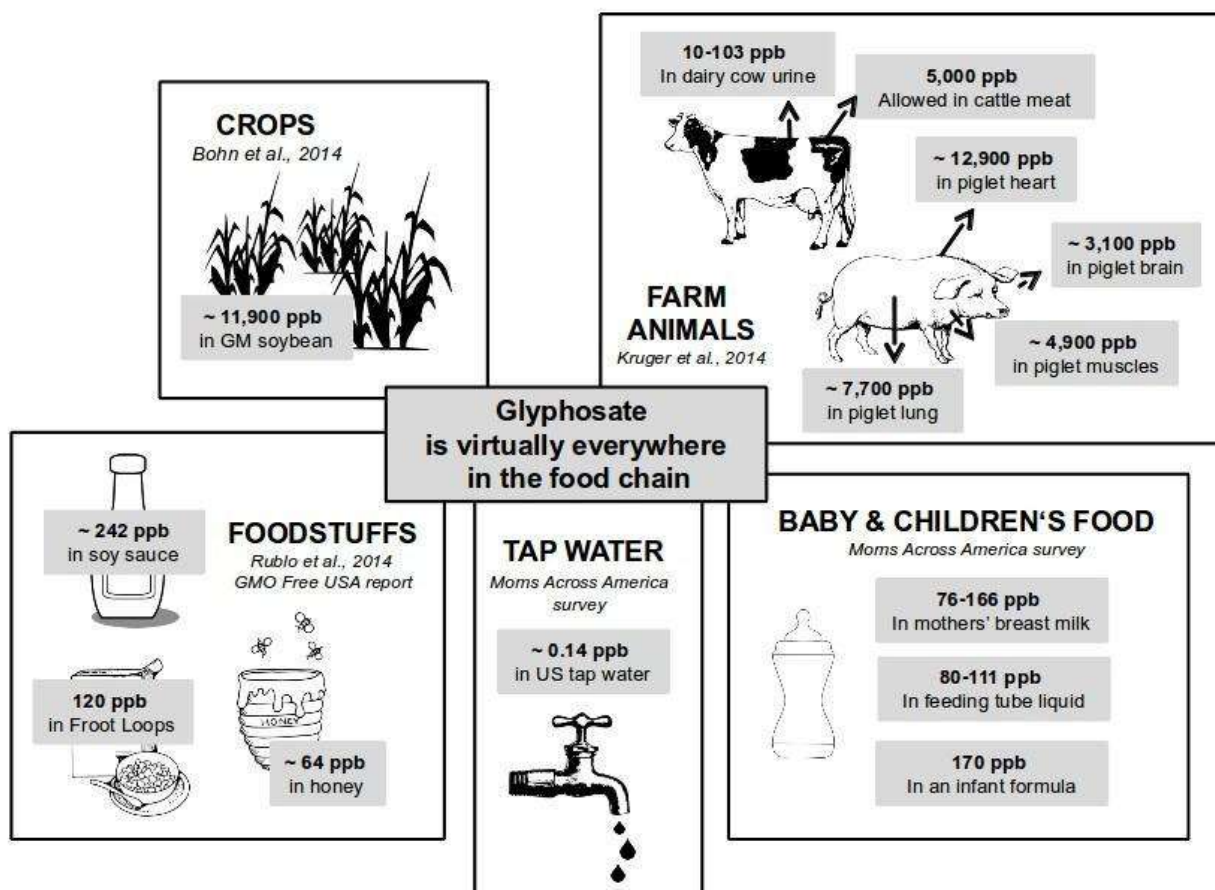 CROPS
Bohn et al., 2014
~ 11,900 ppb
in GM soybean
10-103 ppb
In dairy cow urine
5,000 ppb
Allowed in cattle meat
~ 12,900 ppb
in piglet heart
~ 3,100 ppb
in piglet brain
FARM
ANIMALS
Kruger et al., 2014
~ 4,900 ppb
in piglet muscles
~ 7,700 ppb
in piglet lung
Glyphosate
is virtually everywhere
in the food chain
~ 242 ppb
in soy sauce
FOODSTUFFS
Rublo et al., 2014
GMO Free USA report
120 ppb
in Froot Loops
HONEY
~ 64 ppb
in honey
TAP WATER
Moms Across America
survey
~ 0.14 ppb
in US tap water
BABY & CHILDREN‘S FOOD
Moms Across America survey
76-166 ppb
In mothers’ breast milk
80-111 ppb
In feeding tube liquid
170 ppb
In an infant formula